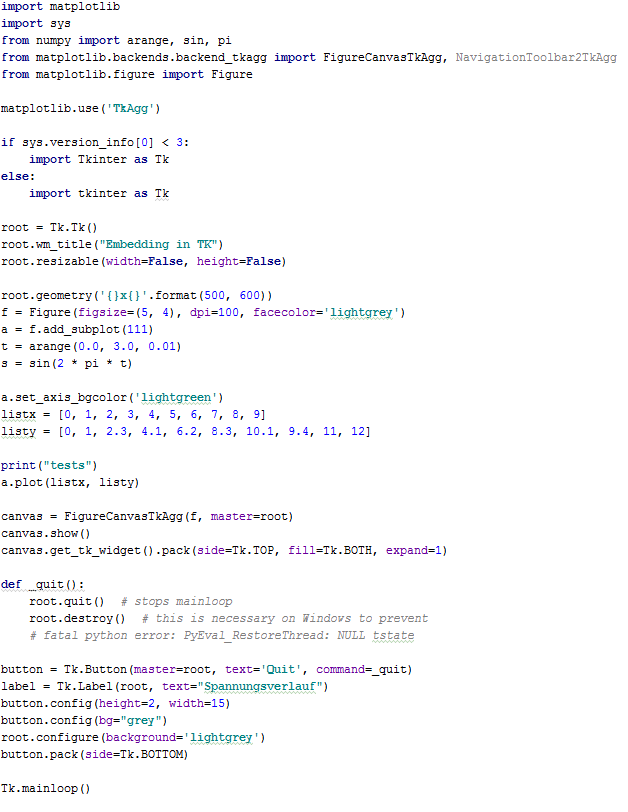 import matplotlib
import sys
from numpy import arange, sin, pi
from matplotlib.backends.backend_tkagg import FigureCanvasTkAgg, NavigationToolbar2TkAgg
from matplotlib.figure import Figure

matplotlib.use('TkAgg')

if sys.version_info[0] < 3:
    import Tkinter as Tk
else:
    import tkinter as Tk

root = Tk.Tk()
root.wm_title("Embedding in TK")
root.resizable(width=False, height=False)

root.geometry('{}x{}'.format(500, 600))
f = Figure(figsize=(5, 4), dpi=100, facecolor='lightgrey')
a = f.add_subplot(111)
t = arange(0.0, 3.0, 0.01)
s = sin(2 * pi * t)

a.set_axis_bgcolor('lightgreen')
listx = [0, 1, 2, 3, 4, 5, 6, 7, 8, 9]
listy = [0, 1, 2.3, 4.1, 6.2, 8.3, 10.1, 9.4, 11, 12]

print("tests")
a.plot(listx, listy)

canvas = FigureCanvasTkAgg(f, master=root)
canvas.show()
canvas.get_tk_widget().pack(side=Tk.TOP, fill=Tk.BOTH, expand=1)

def _quit():
    root.quit()  # stops mainloop
    root.destroy()  # this is necessary on Windows to prevent
    # fatal python error: PyEval_RestoreThread: NULL tstate

button = Tk.Button(master=root, text='Quit', command=_quit)
label = Tk.Label(root, text="Spannungsverlauf")
button.config(height=2, width=15)
button.config(bg="grey")
root.configure(background='lightgrey')
button.pack(side=Tk.BOTTOM)

Tk.mainloop()